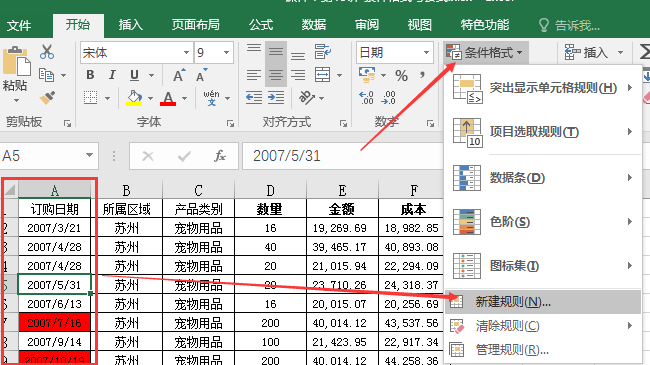 文件 开始 插入 页面布局 公式 数据 审阅 视图 特色功能 告诉我...
粘贴
宋体 9
B I U A A
wén 文
日期
% ,
条件格式 插入
剪贴板 字体 对齐方式 数字
突出显示单元格规则(H)
项目选取规则(T)
数据条(D)
色阶(S)
图标集(I)
新建规则(N)...
清除规则(C)
管理规则(R)...
A5 fx 2007/5/31
A B C D E F
1 订购日期 所属区域 产品类别 数量 金额 成本
2 2007/3/21 苏州 宠物用品 16 19,269.69 18,982.85
3 2007/4/28 苏州 宠物用品 40 39,465.17 40,893.08
4 2007/4/28 苏州 宠物用品 20 21,015.94 22,294.09
5 2007/5/31 苏州 宠物用品 20 23,710.26 24,318.37
6 2007/6/13 苏州 宠物用品 16 20,015.07 20,256.69
7 2007/7/16 苏州 宠物用品 200 40,014.12 43,537.56
8 2007/9/14 苏州 宠物用品 100 21,423.95 22,917.34
9 2007/10/19 苏州 宠物用品 200 40,014.12 44,258.36